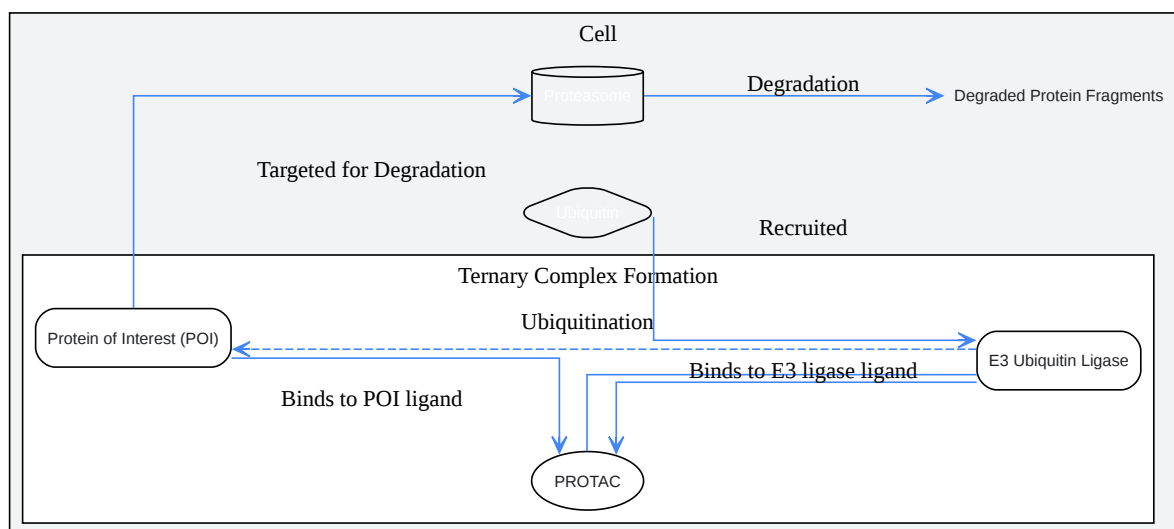 Cell
Proteasome
Degradation
Degraded Protein Fragments
Targeted for Degradation
Ubiquitin
Recruited
Ternary Complex Formation
Ubiquitination
Protein of Interest (POI)
E3 Ubiquitin Ligase
Binds to E3 ligase ligand
Binds to POI ligand
PROTAC